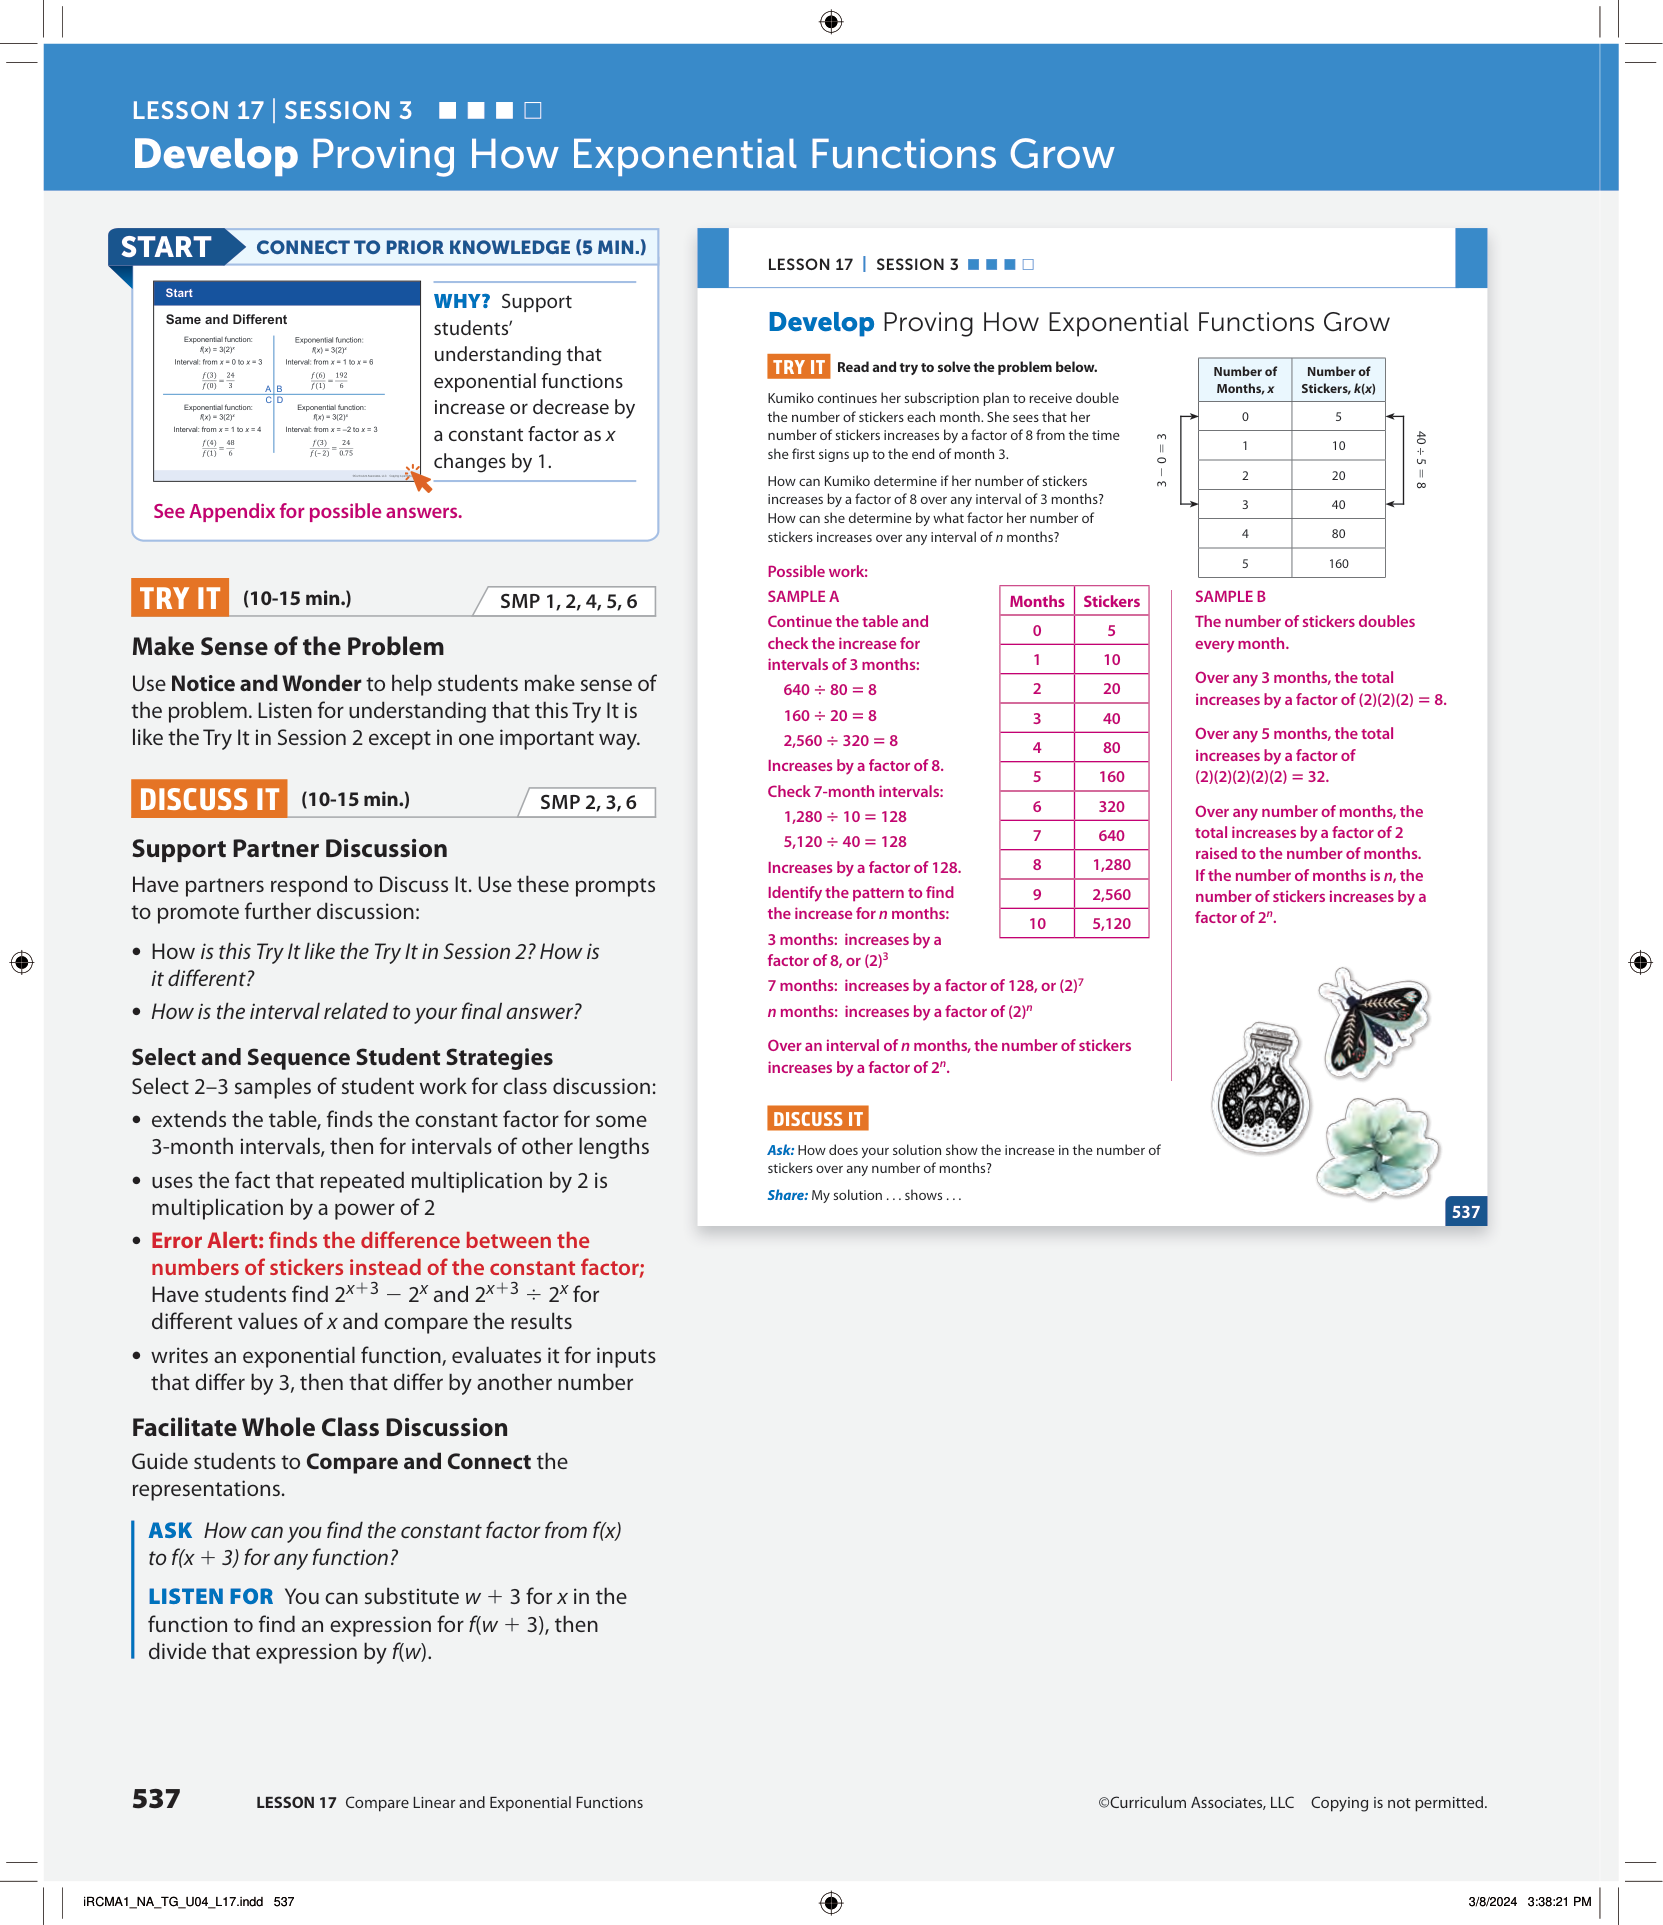 LESSON 17 | SESSION 3
Develop Proving How Exponential Functions Grow
START CONNECT TO PRIOR KNOWLEDGE (5 MIN.)
Start
Same and Different
Exponential function:
f(x) = 3(2)ˣ
Interval: from x = 0 to x = 3
f(3)/f(0) = 24/3
Exponential function:
f(x) = 3(2)ˣ
Interval: from x = 1 to x = 6
f(6)/f(1) = 192/6
A B
C D
Exponential function:
f(x) = 3(2)ˣ
Interval: from x = 1 to x = 4
f(4)/f(1) = 48/6
Exponential function:
f(x) = 3(2)ˣ
Interval: from x = –2 to x = 3
f(3)/f(–2) = 24/0.75
WHY? Support
students’
understanding that
exponential functions
increase or decrease by
a constant factor as x
changes by 1.
See Appendix for possible answers.
TRY IT (10-15 min.) SMP 1, 2, 4, 5, 6
Make Sense of the Problem
Use Notice and Wonder to help students make sense of
the problem. Listen for understanding that this Try It is
like the Try It in Session 2 except in one important way.
DISCUSS IT (10-15 min.) SMP 2, 3, 6
Support Partner Discussion
Have partners respond to Discuss It. Use these prompts
to promote further discussion:
• How is this Try It like the Try It in Session 2? How is
it different?
• How is the interval related to your final answer?
Select and Sequence Student Strategies
Select 2–3 samples of student work for class discussion:
• extends the table, finds the constant factor for some
3-month intervals, then for intervals of other lengths
• uses the fact that repeated multiplication by 2 is
multiplication by a power of 2
• Error Alert: finds the difference between the
numbers of stickers instead of the constant factor;
Have students find 2ˣ⁺³ − 2ˣ and 2ˣ⁺³ ÷ 2ˣ for
different values of x and compare the results
• writes an exponential function, evaluates it for inputs
that differ by 3, then that differ by another number
Facilitate Whole Class Discussion
Guide students to Compare and Connect the
representations.
ASK How can you find the constant factor from f(x)
to f(x + 3) for any function?
LISTEN FOR You can substitute w + 3 for x in the
function to find an expression for f(w + 3), then
divide that expression by f(w).
LESSON 17 | SESSION 3
Develop Proving How Exponential Functions Grow
TRY IT Read and try to solve the problem below.
Kumiko continues her subscription plan to receive double
the number of stickers each month. She sees that her
number of stickers increases by a factor of 8 from the time
she first signs up to the end of month 3.
How can Kumiko determine if her number of stickers
increases by a factor of 8 over any interval of 3 months?
How can she determine by what factor her number of
stickers increases over any interval of n months?
Number of Months, x Number of Stickers, k(x)
0 5
1 10
2 20
3 40
4 80
5 160
3 − 0 = 3
40 ÷ 5 = 8
Possible work:
SAMPLE A
Continue the table and
check the increase for
intervals of 3 months:
640 ÷ 80 = 8
160 ÷ 20 = 8
2,560 ÷ 320 = 8
Increases by a factor of 8.
Check 7-month intervals:
1,280 ÷ 10 = 128
5,120 ÷ 40 = 128
Increases by a factor of 128.
Identify the pattern to find
the increase for n months:
3 months: increases by a
factor of 8, or (2)³
7 months: increases by a factor of 128, or (2)⁷
n months: increases by a factor of (2)ⁿ
Over an interval of n months, the number of stickers
increases by a factor of 2ⁿ.
Months Stickers
0 5
1 10
2 20
3 40
4 80
5 160
6 320
7 640
8 1,280
9 2,560
10 5,120
SAMPLE B
The number of stickers doubles
every month.
Over any 3 months, the total
increases by a factor of (2)(2)(2) = 8.
Over any 5 months, the total
increases by a factor of
(2)(2)(2)(2)(2) = 32.
Over any number of months, the
total increases by a factor of 2
raised to the number of months.
If the number of months is n, the
number of stickers increases by a
factor of 2ⁿ.
DISCUSS IT
Ask: How does your solution show the increase in the number of
stickers over any number of months?
Share: My solution . . . shows . . .
537
537 LESSON 17 Compare Linear and Exponential Functions
©Curriculum Associates, LLC Copying is not permitted.
iRCMA1_NA_TG_U04_L17.indd 537
3/8/2024 3:38:21 PM